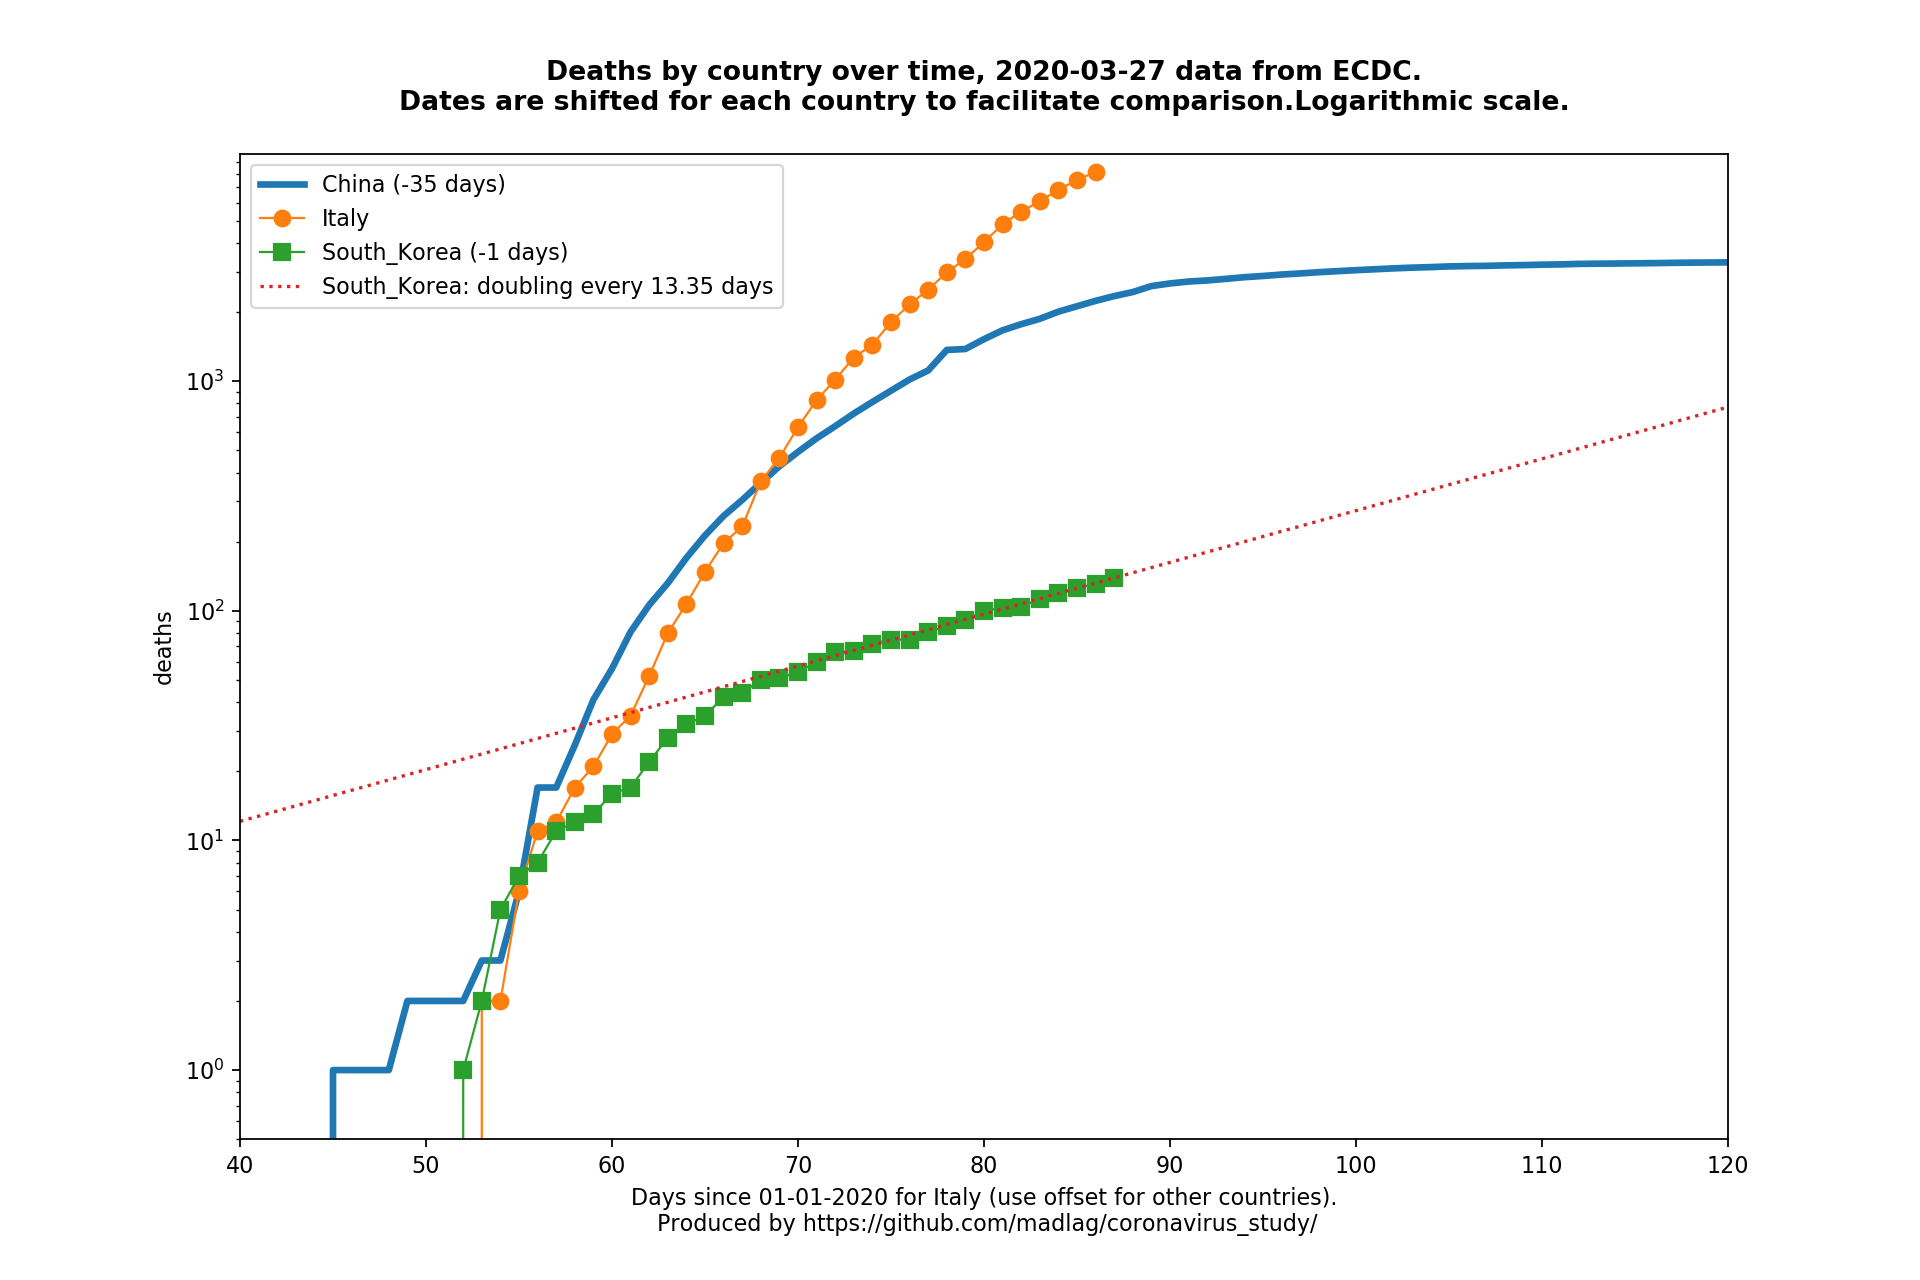 Deaths by country over time, 2020-03-27 data from ECDC.
Dates are shifted for each country to facilitate comparison.Logarithmic scale.
China (-35 days)
Italy
South_Korea (-1 days)
South_Korea: doubling every 13.35 days
10³
10²
10¹
10⁰
deaths
40 50 60 70 80 90 100 110 120
Days since 01-01-2020 for Italy (use offset for other countries).
Produced by https://github.com/madlag/coronavirus_study/